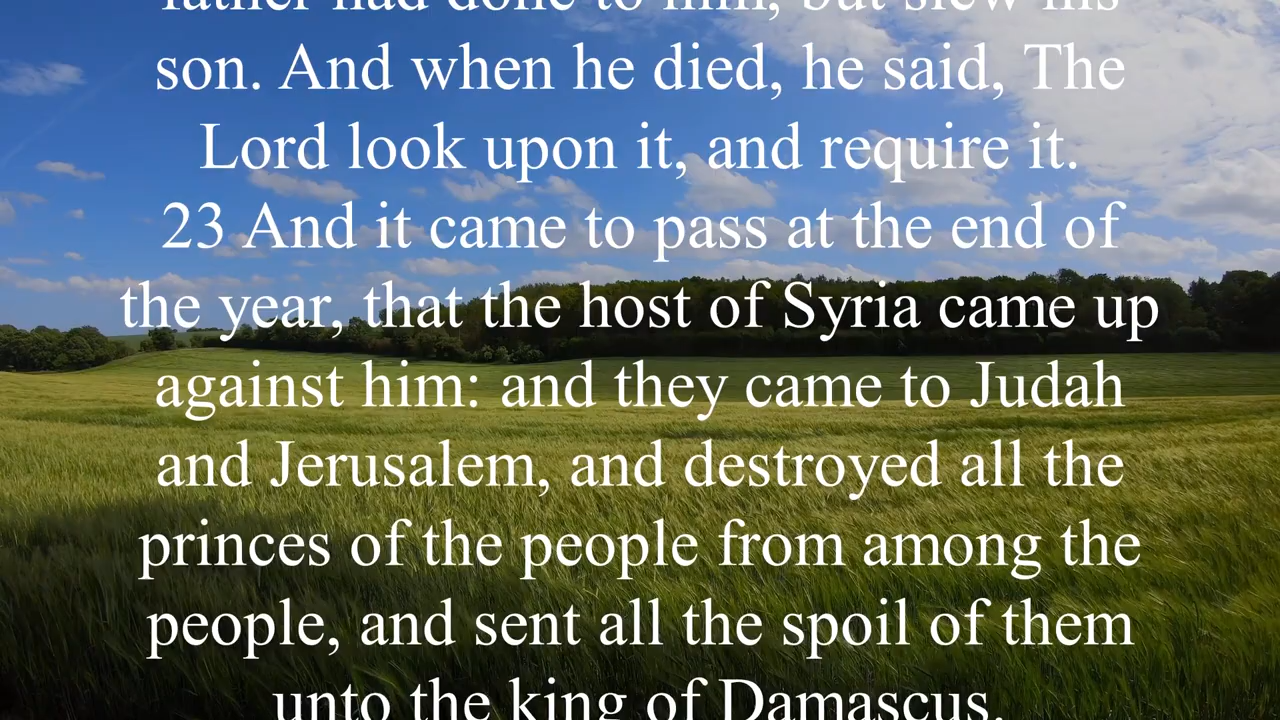 father had done to him, but slew his
son. And when he died, he said, The
Lord look upon it, and require it.
23 And it came to pass at the end of
the year, that the host of Syria came up
against him: and they came to Judah
and Jerusalem, and destroyed all the
princes of the people from among the
people, and sent all the spoil of them
unto the king of Damascus.